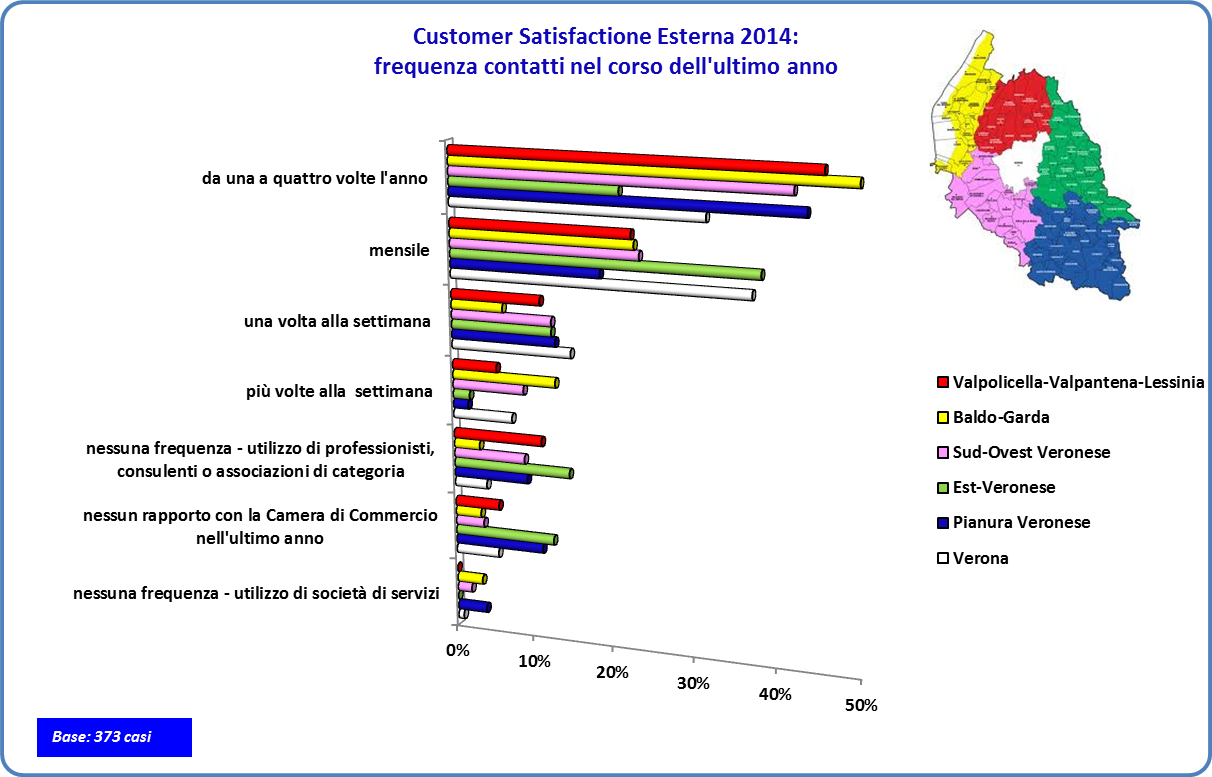 Customer Satisfactione Esterna 2014:
frequenza contatti nel corso dell'ultimo anno
da una a quattro volte l'anno
mensile
una volta alla settimana
più volte alla  settimana
nessuna frequenza - utilizzo di professionisti,
consulenti o associazioni di categoria
nessun rapporto con la Camera di Commercio
nell'ultimo anno
nessuna frequenza - utilizzo di società di servizi
0%
10%
20%
30%
40%
50%
Valpolicella-Valpantena-Lessinia
Baldo-Garda
Sud-Ovest Veronese
Est-Veronese
Pianura Veronese
Verona
Base: 373 casi